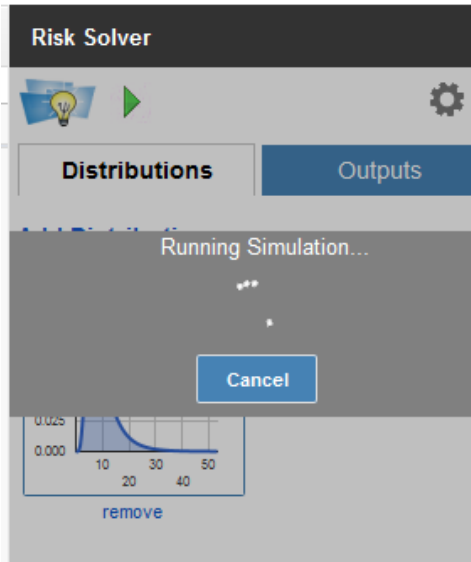 Risk Solver
Distributions
Outputs
Running Simulation...
Cancel
0.025
0.000
10
30
50
20
40
remove